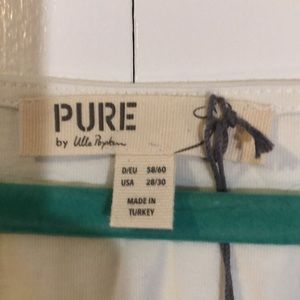 PURE
by Ulla Popken
D/EU 58/60
USA 28/30
MADE IN
TURKEY